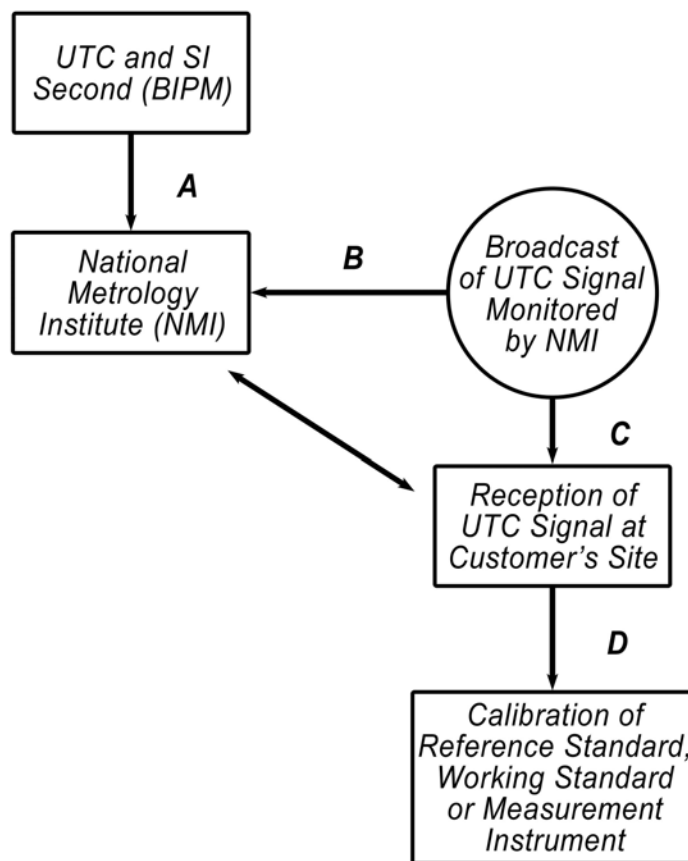 UTC and SI
Second (BIPM)
A
National
Metrology
Institute (NMI)
B
Broadcast
of UTC Signal
Monitored
by NMI
C
Reception of
UTC Signal at
Customer's Site
D
Calibration of
Reference Standard,
Working Standard
or Measurement
Instrument